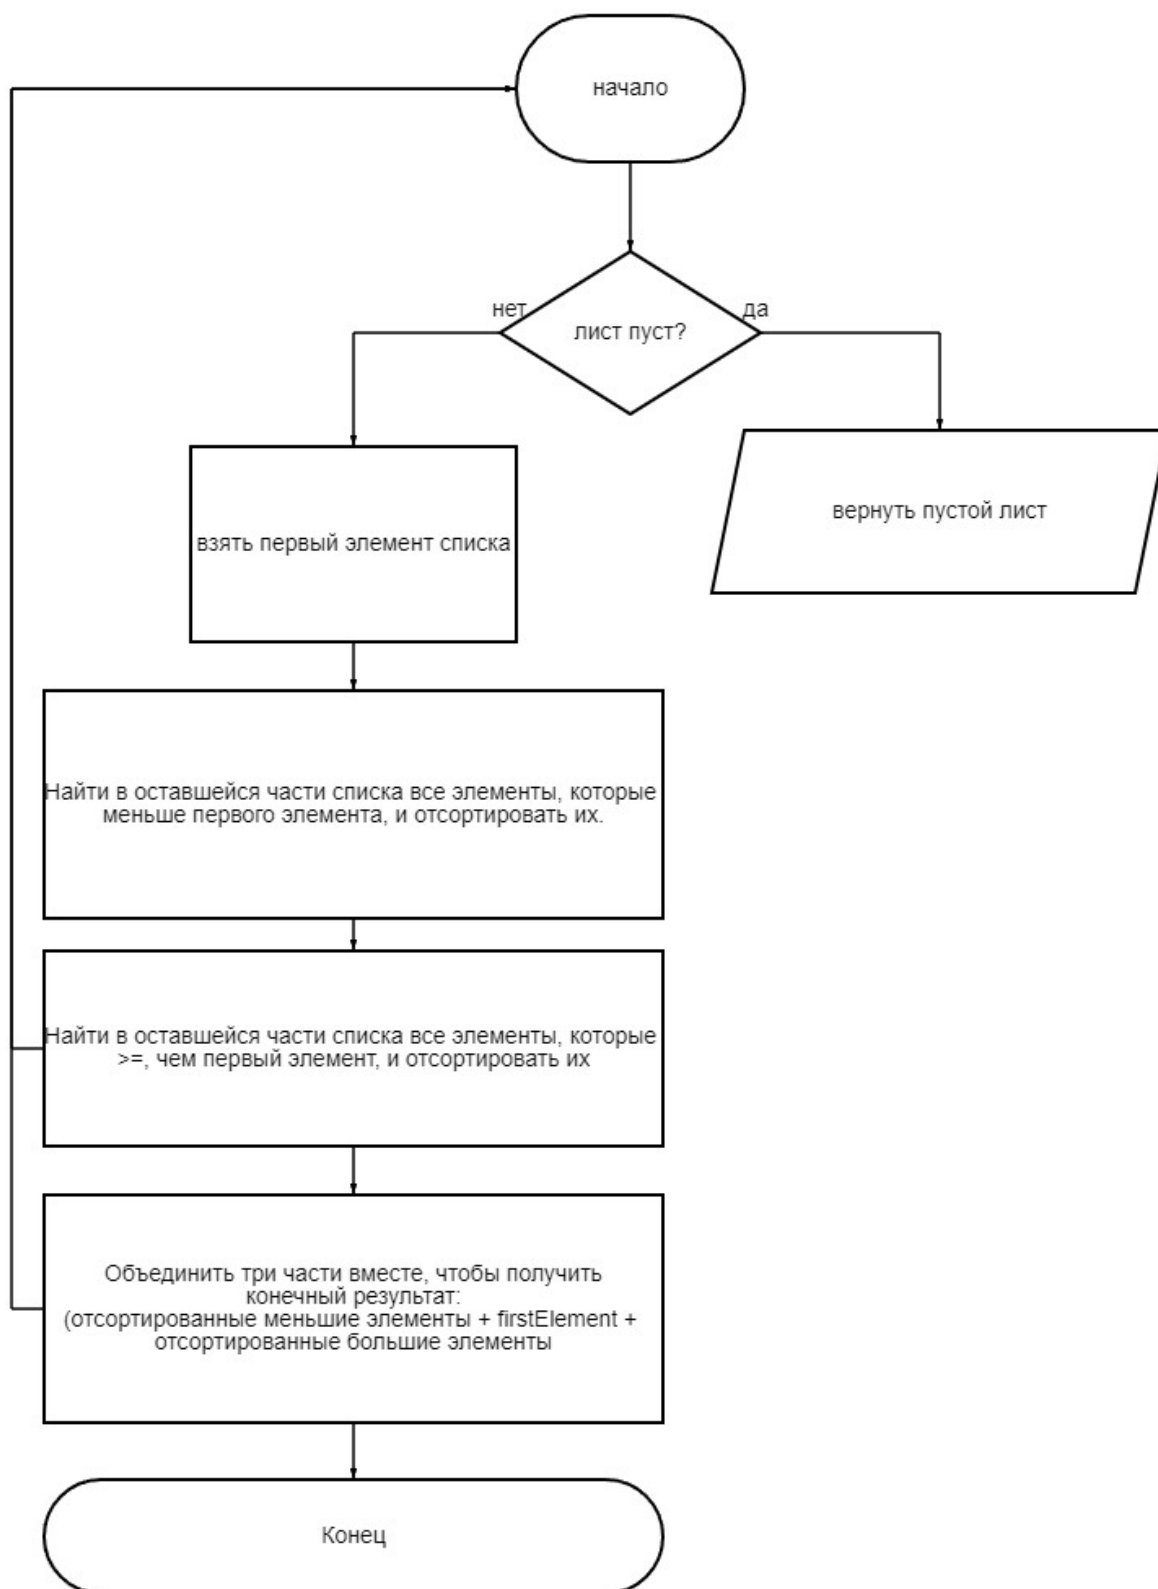 начало
нет
да
лист пуст?
вернуть пустой лист
взять первый элемент списка
Найти в оставшейся части списка все элементы, которые
меньше первого элемента, и отсортировать их.
Найти в оставшейся части списка все элементы, которые
>=, чем первый элемент, и отсортировать их
Объединить три части вместе, чтобы получить
конечный результат:
(отсортированные меньшие элементы + firstElement +
отсортированные большие элементы
Конец